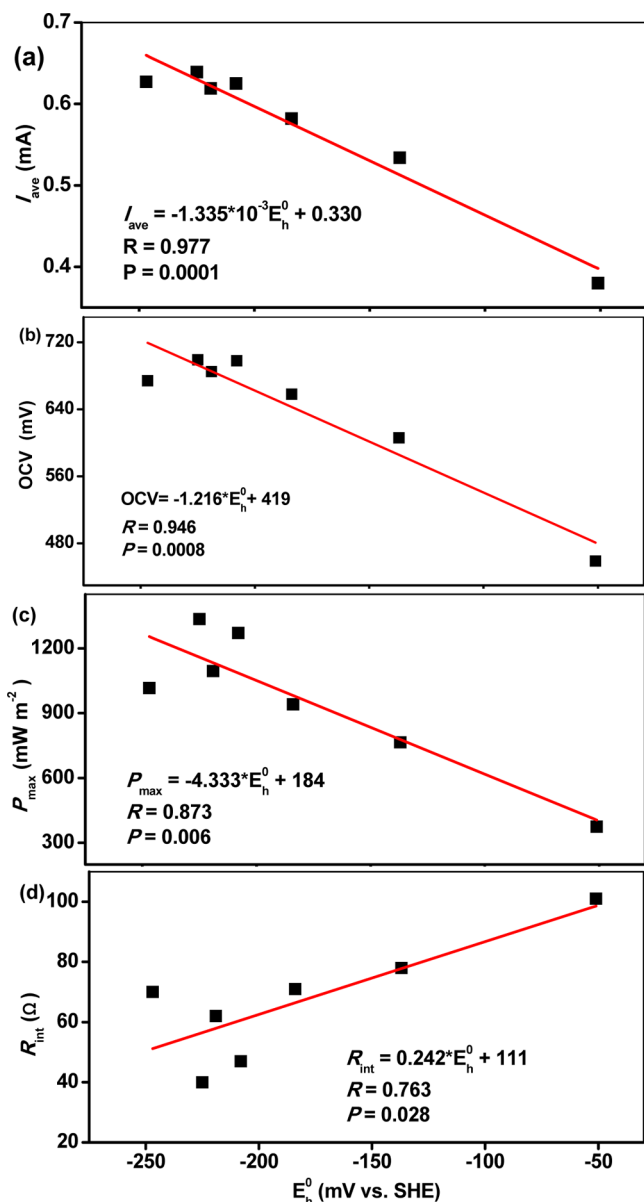 (a)
0.7
0.6
0.5
0.4
I_ave (mA)
I_ave = -1.335*10^-3E_h^0 + 0.330
R = 0.977
P = 0.0001
(b)
720
640
560
480
OCV (mV)
OCV= -1.216*E_h^0+ 419
R = 0.946
P = 0.0008
(c)
1200
900
600
300
P_max (mW m^-2)
P_max = -4.333*E_h^0 + 184
R = 0.873
P = 0.006
(d)
100
80
60
40
20
R_int (Ω)
R_int = 0.242*E_h^0 + 111
R = 0.763
P = 0.028
-250 -200 -150 -100 -50
E_h^0 (mV vs. SHE)